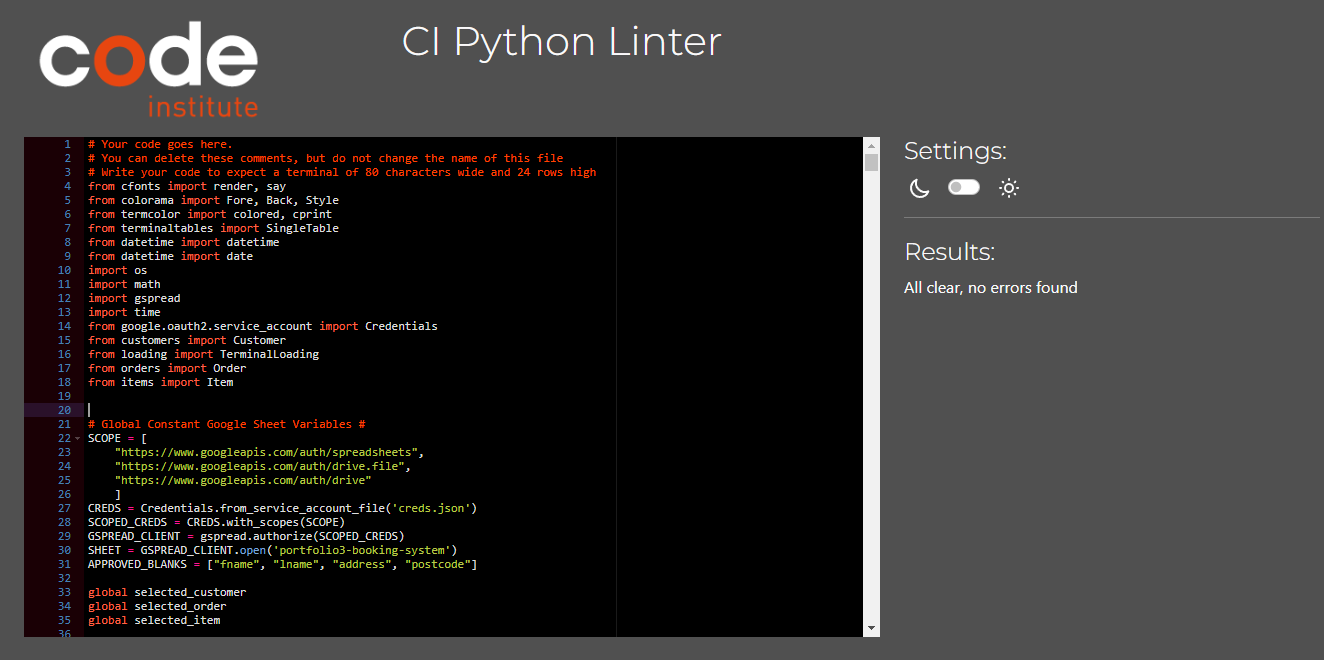 code
institute
CI Python Linter
1 # Your code goes here.
2 # You can delete these comments, but do not change the name of this file
3 # Write your code to expect a terminal of 80 characters wide and 24 rows high
4 from cfonts import render, say
5 from colorama import Fore, Back, Style
6 from termcolor import colored, cprint
7 from terminaltables import SingleTable
8 from datetime import datetime
9 from datetime import date
10 import os
11 import math
12 import gspread
13 import time
14 from google.oauth2.service_account import Credentials
15 from customers import Customer
16 from loading import TerminalLoading
17 from orders import Order
18 from items import Item
19
20
21 # Global Constant Google Sheet Variables #
22 SCOPE = [
23     "https://www.googleapis.com/auth/spreadsheets",
24     "https://www.googleapis.com/auth/drive.file",
25     "https://www.googleapis.com/auth/drive"
26     ]
27 CREDS = Credentials.from_service_account_file('creds.json')
28 SCOPED_CREDS = CREDS.with_scopes(SCOPE)
29 GSPREAD_CLIENT = gspread.authorize(SCOPED_CREDS)
30 SHEET = GSPREAD_CLIENT.open('portfolio3-booking-system')
31 APPROVED_BLANKS = ["fname", "lname", "address", "postcode"]
32
33 global selected_customer
34 global selected_order
35 global selected_item
36
Settings:
Results:
All clear, no errors found